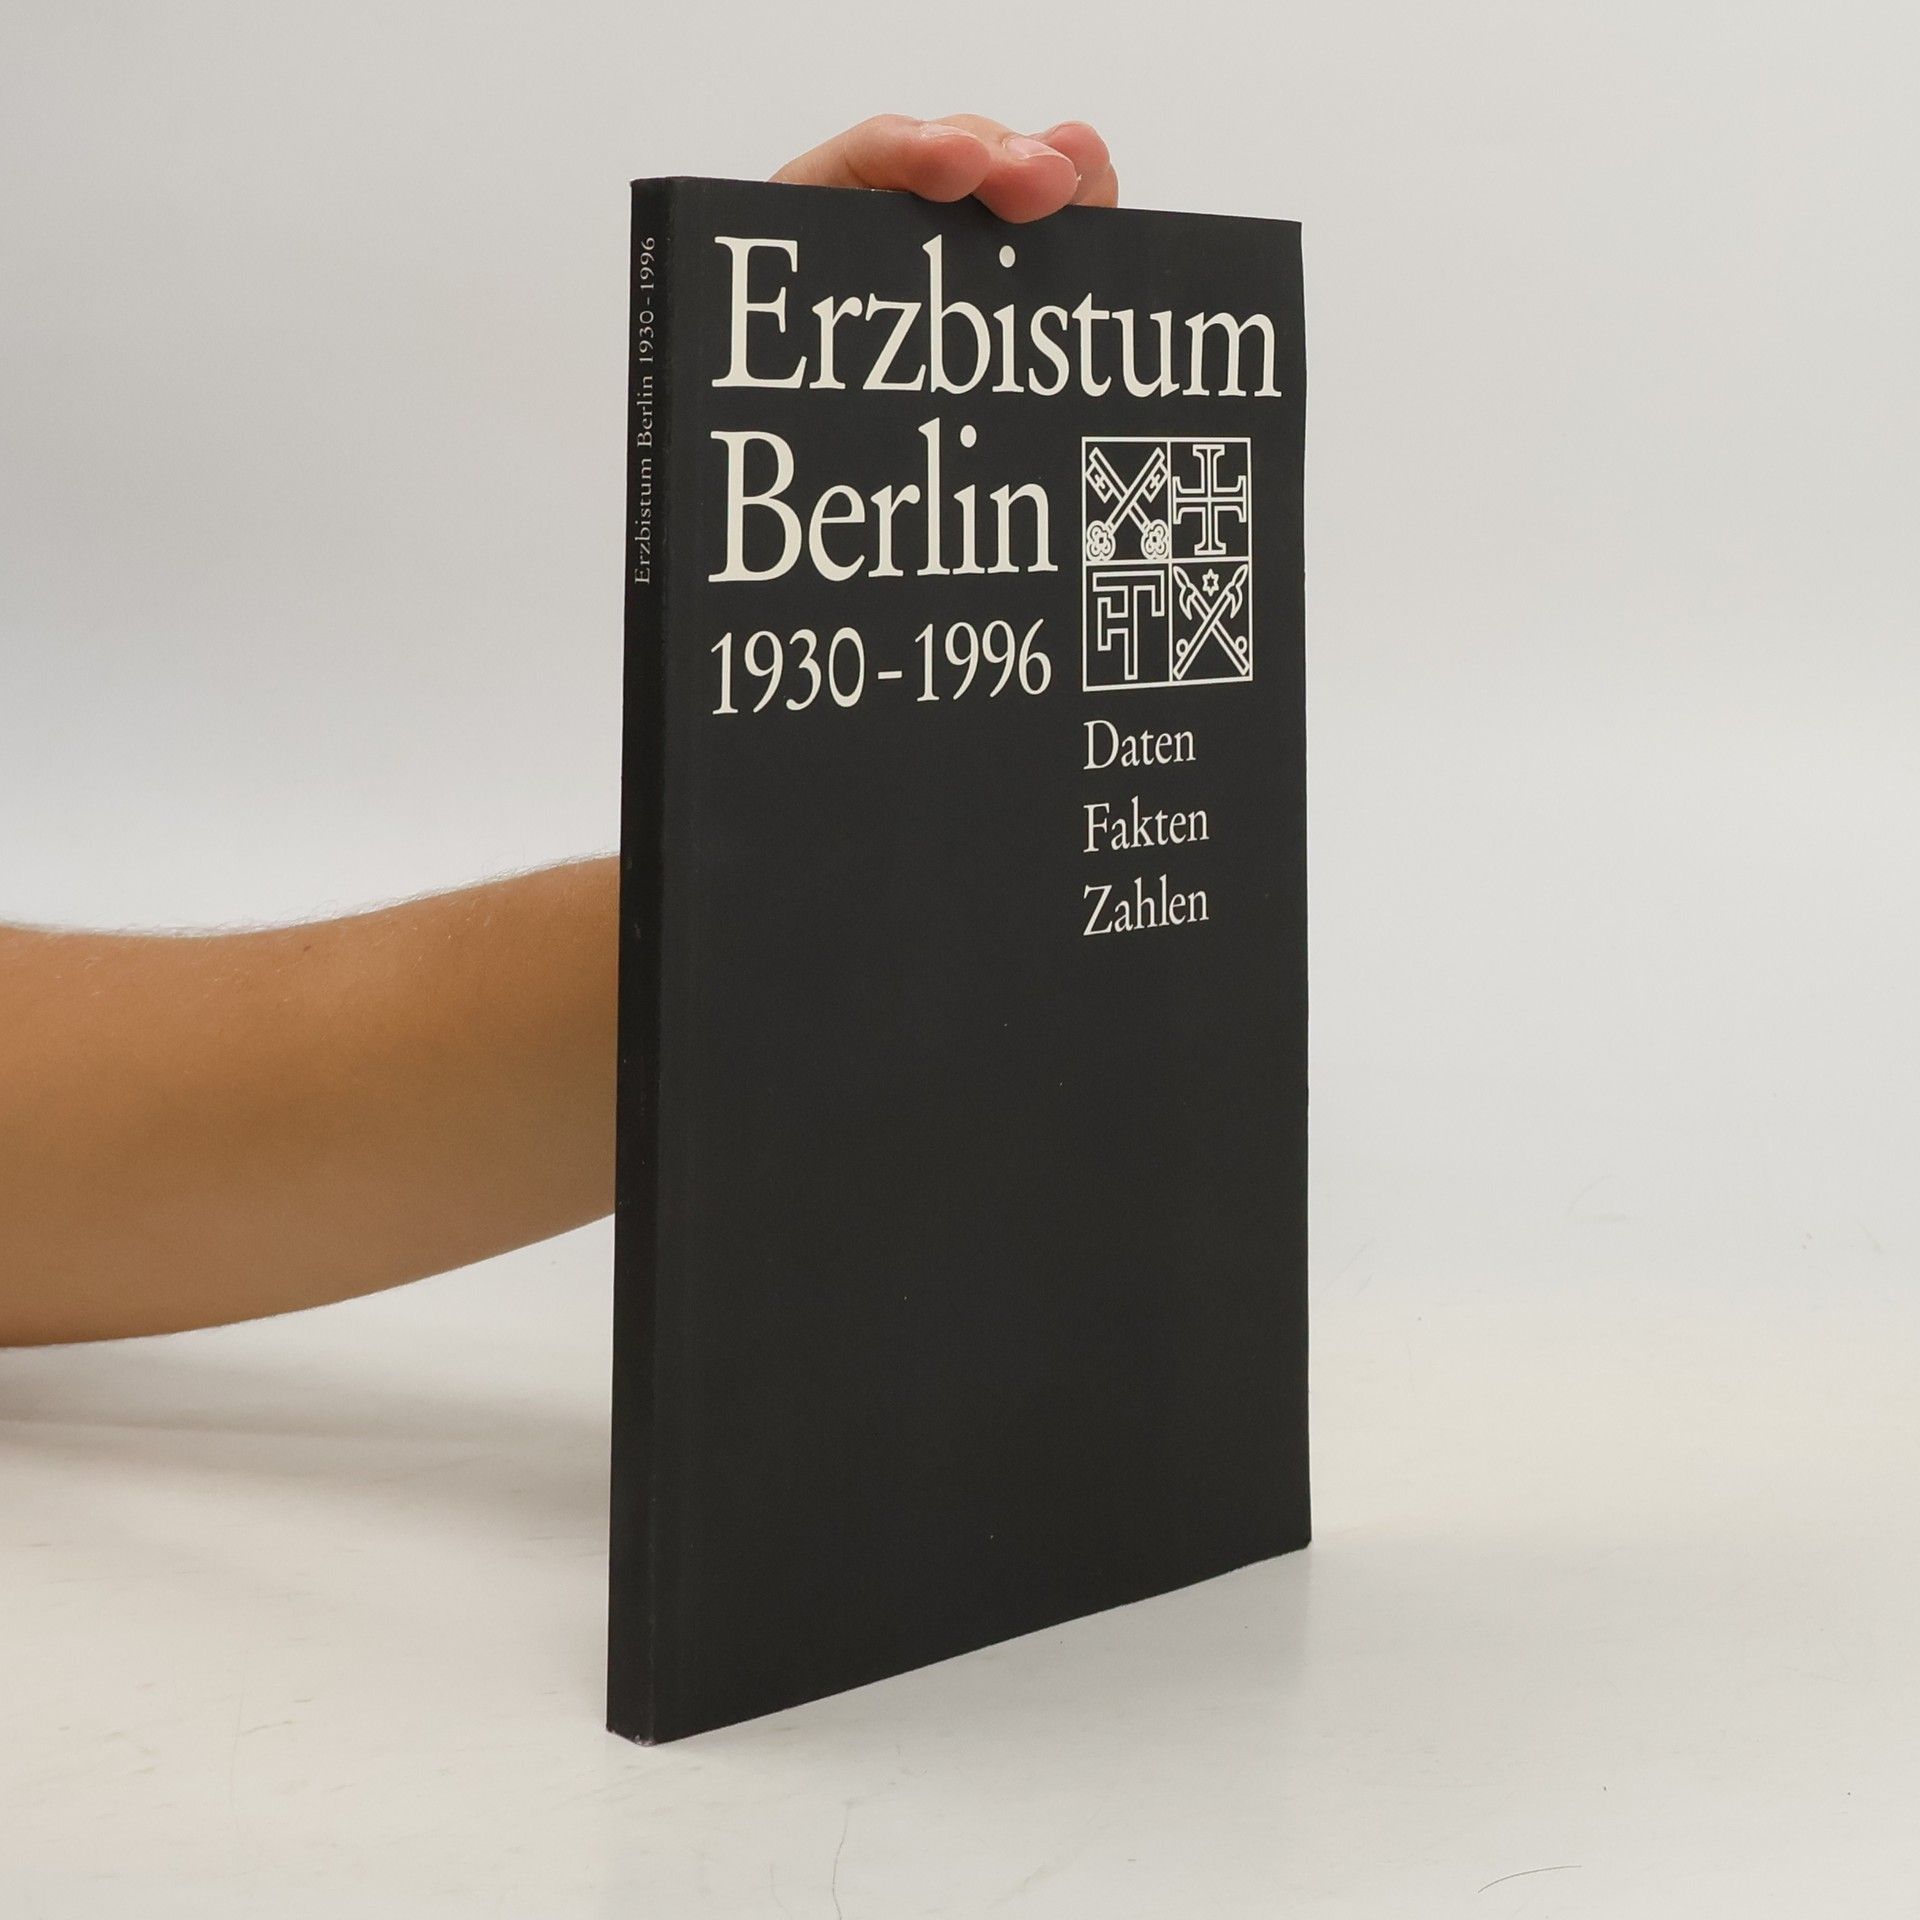 Erzbistum Berlin 1930-1996
Erzbistum
Berlin
1930-1996
Daten
Fakten
Zahlen